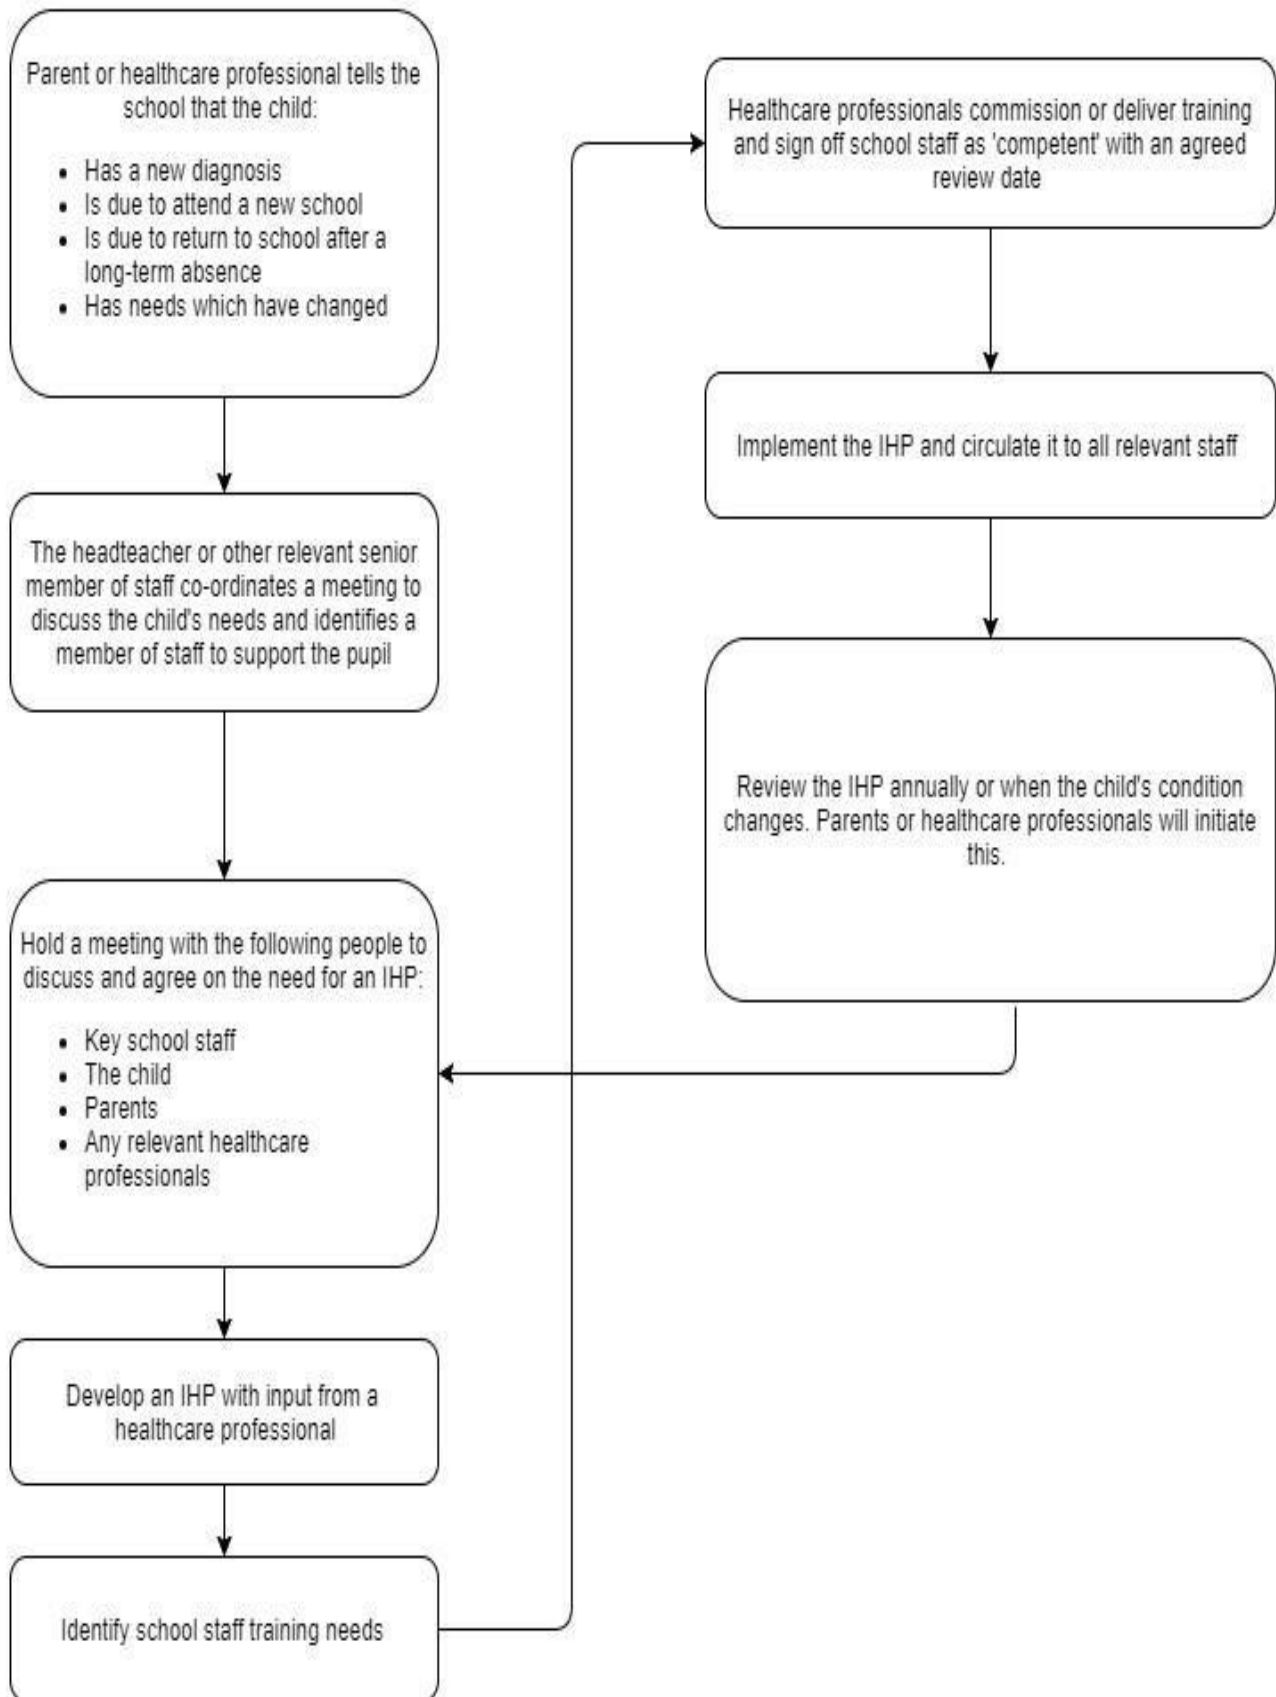 Parent or healthcare professional tells the
school that the child:
• Has a new diagnosis
• Is due to attend a new school
• Is due to return to school after a
long-term absence
• Has needs which have changed
The headteacher or other relevant senior
member of staff co-ordinates a meeting to
discuss the child's needs and identifies a
member of staff to support the pupil
Hold a meeting with the following people to
discuss and agree on the need for an IHP:
• Key school staff
• The child
• Parents
• Any relevant healthcare
professionals
Develop an IHP with input from a
healthcare professional
Identify school staff training needs
Healthcare professionals commission or deliver training
and sign off school staff as 'competent' with an agreed
review date
Implement the IHP and circulate it to all relevant staff
Review the IHP annually or when the child's condition
changes. Parents or healthcare professionals will initiate
this.